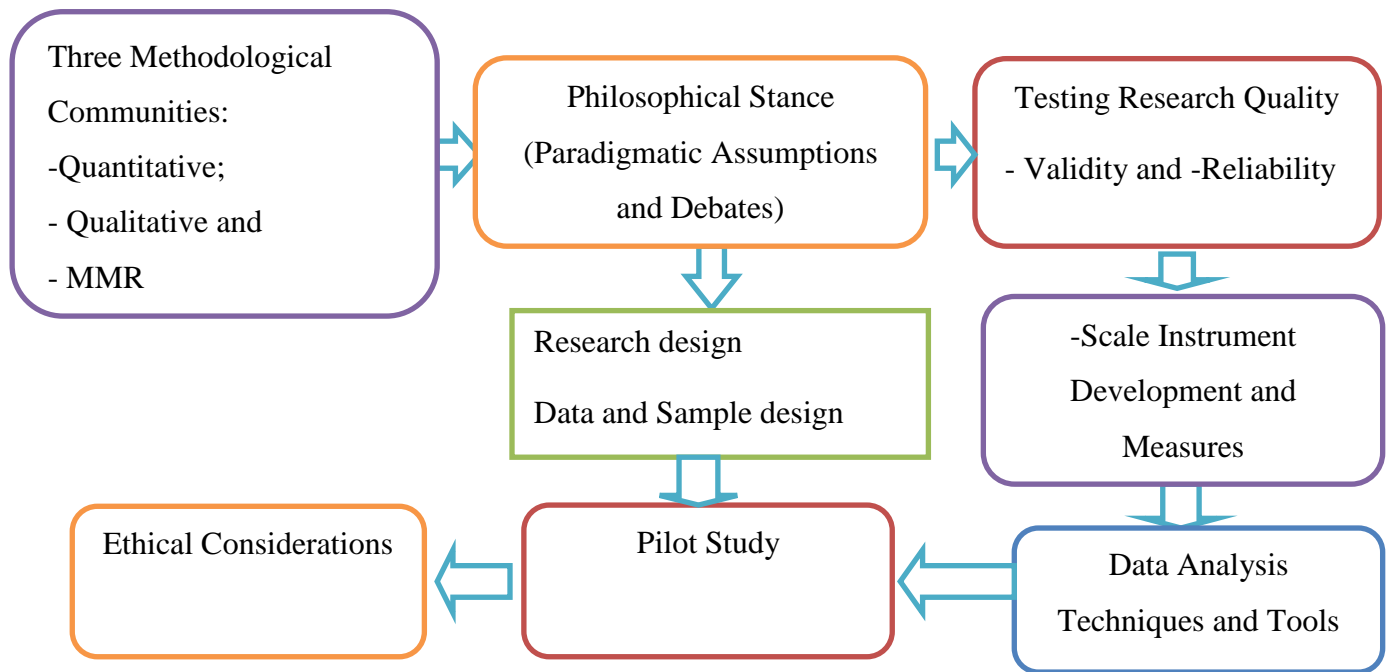 Three Methodological
Communities:
-Quantitative;
- Qualitative and
- MMR
Philosophical Stance
(Paradigmatic Assumptions
and Debates)
Testing Research Quality
- Validity and -Reliability
Research design
Data and Sample design
-Scale Instrument
Development and
Measures
Ethical Considerations
Pilot Study
Data Analysis
Techniques and Tools